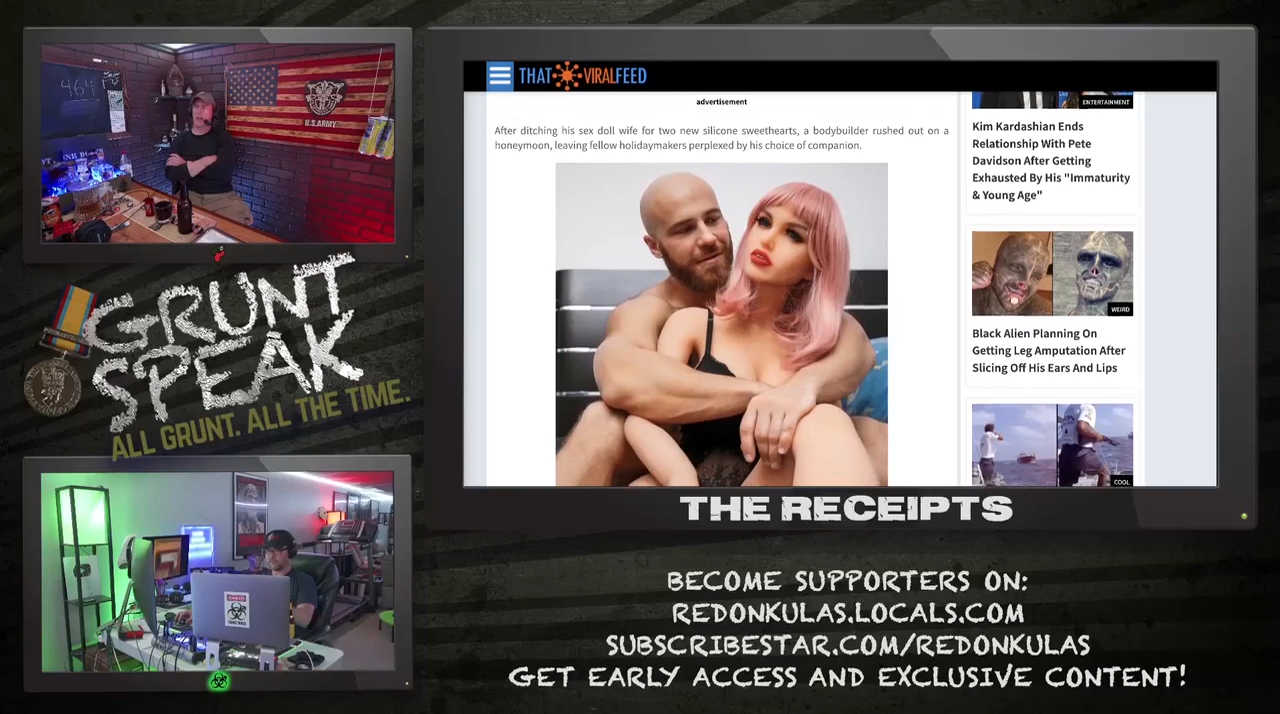 464
U.S.ARMY
GRUNT
SPEAK
ALL GRUNT. ALL THE TIME.
DANGER
THAT VIRALFEED
advertisement
After ditching his sex doll wife for two new silicone sweethearts, a bodybuilder rushed out on a
honeymoon, leaving fellow holidaymakers perplexed by his choice of companion.
ENTERTAINMENT
Kim Kardashian Ends
Relationship With Pete
Davidson After Getting
Exhausted By His "Immaturity
& Young Age"
WEIRD
Black Alien Planning On
Getting Leg Amputation After
Slicing Off His Ears And Lips
COOL
THE RECEIPTS
BECOME SUPPORTERS ON:
REDONKULAS.LOCALS.COM
SUBSCRIBESTAR.COM/REDONKULAS
GET EARLY ACCESS AND EXCLUSIVE CONTENT!